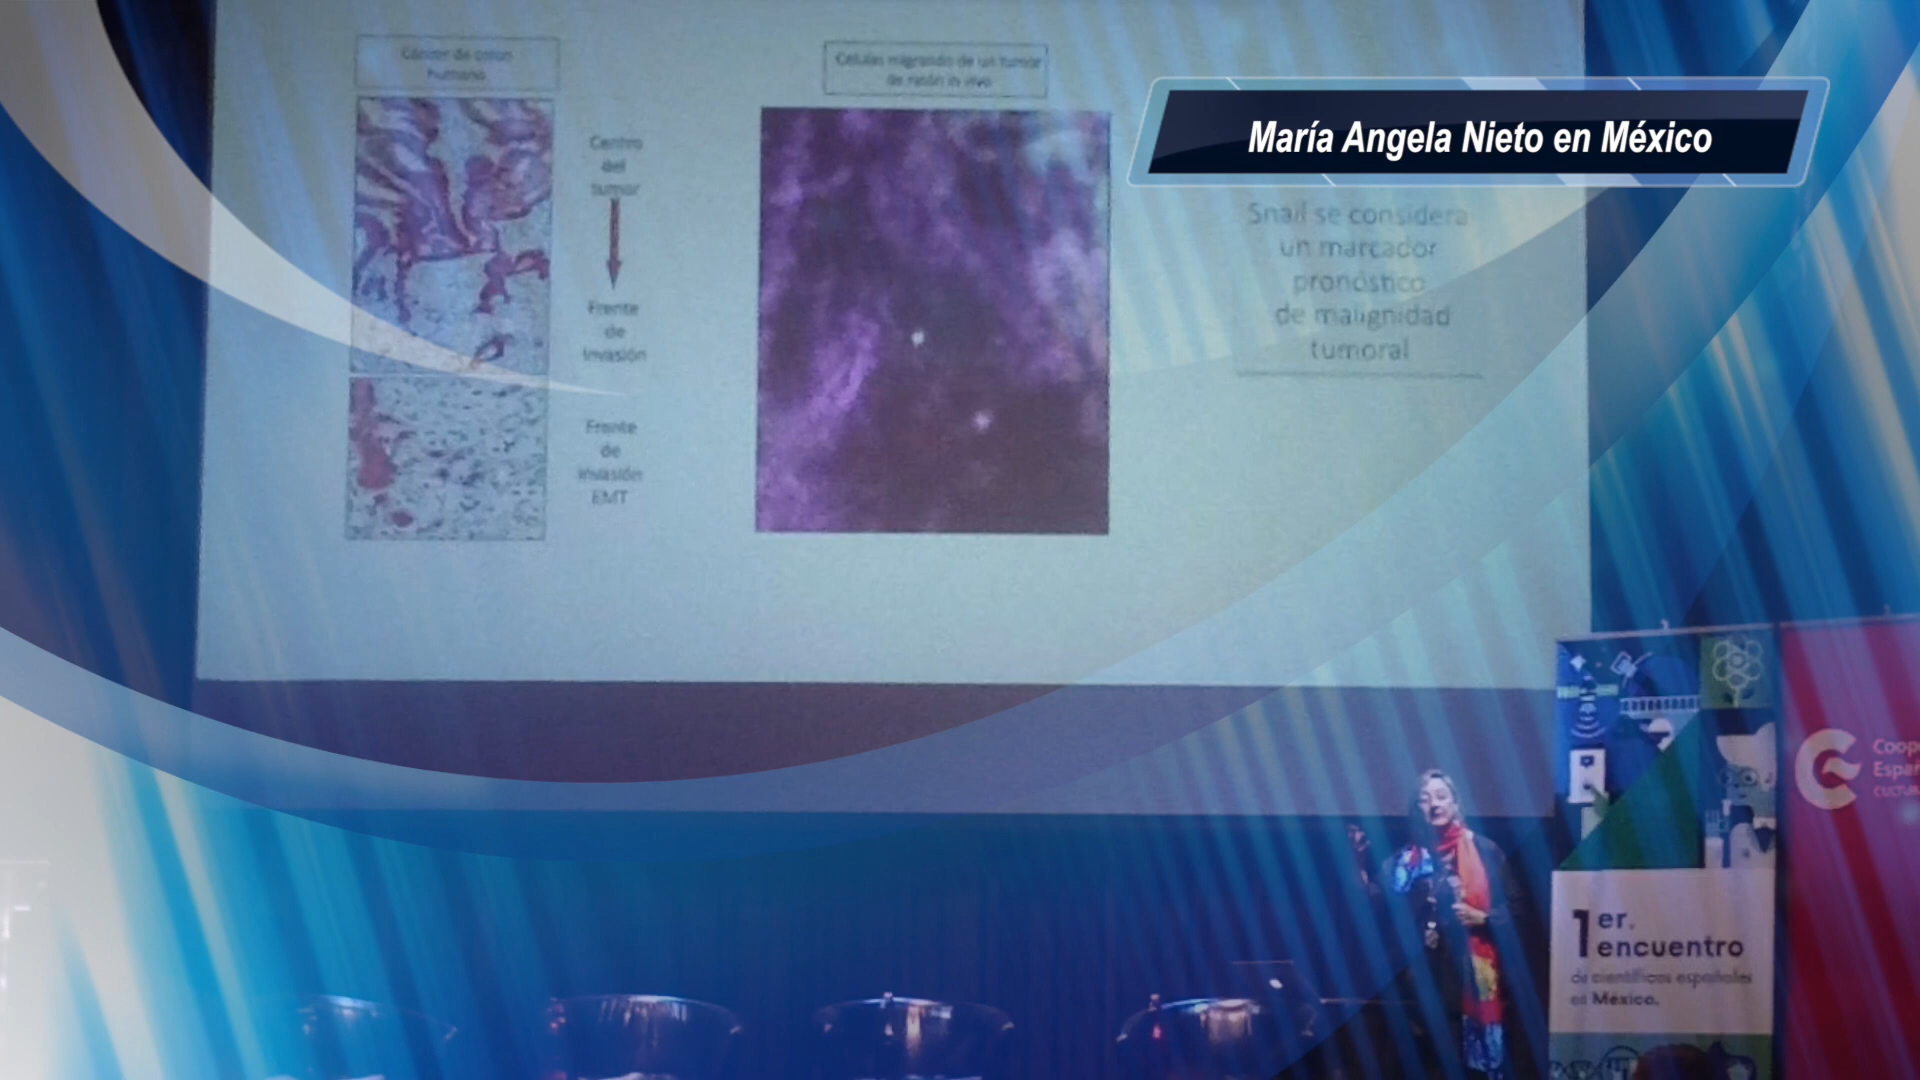 María Angela Nieto en México
Cáncer de colon
humano
Células migrando de un tumor
de ratón in vivo
Centro
del
tumor
Frente
de
invasión
Frente
de
invasión
EMT
Snail se considera
un marcador
pronóstico
de malignidad
tumoral
1er.
encuentro
de científicos españoles
en México.